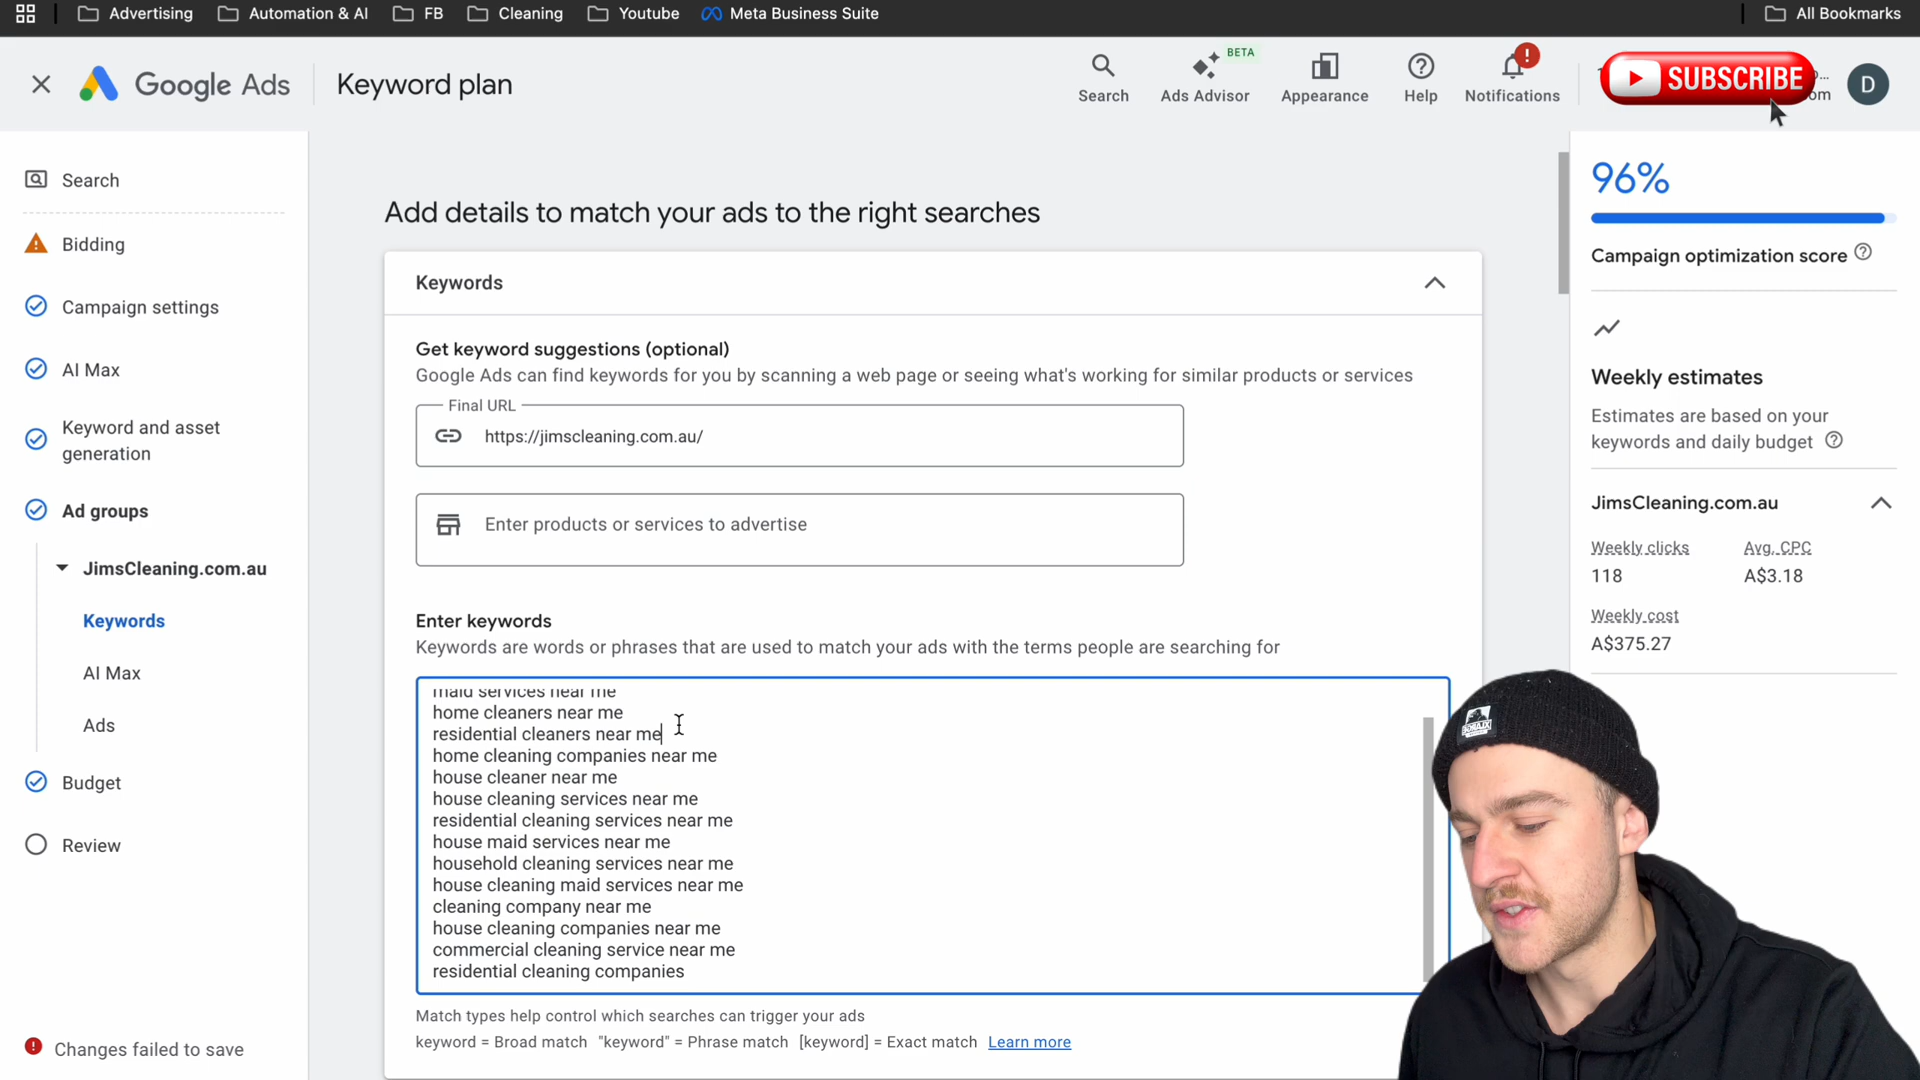 Advertising
Automation & AI
FB
Cleaning
Youtube
Meta Business Suite
All Bookmarks
Google Ads
Keyword plan
Search
BETA
Ads Advisor
Appearance
Help
Notifications
SUBSCRIBE
om
D
Search
Bidding
Campaign settings
AI Max
Keyword and asset
generation
Ad groups
JimsCleaning.com.au
Keywords
AI Max
Ads
Budget
Review
Changes failed to save
Add details to match your ads to the right searches
Keywords
Get keyword suggestions (optional)
Google Ads can find keywords for you by scanning a web page or seeing what's working for similar products or services
Final URL
https://jimscleaning.com.au/
Enter products or services to advertise
Enter keywords
Keywords are words or phrases that are used to match your ads with the terms people are searching for
maid services near me
home cleaners near me
residential cleaners near me
home cleaning companies near me
house cleaner near me
house cleaning services near me
residential cleaning services near me
house maid services near me
household cleaning services near me
house cleaning maid services near me
cleaning company near me
house cleaning companies near me
commercial cleaning service near me
residential cleaning companies
Match types help control which searches can trigger your ads
keyword = Broad match "keyword" = Phrase match [keyword] = Exact match Learn more
96%
Campaign optimization score
Weekly estimates
Estimates are based on your
keywords and daily budget
JimsCleaning.com.au
Weekly clicks
Avg. CPC
118
A$3.18
Weekly cost
A$375.27